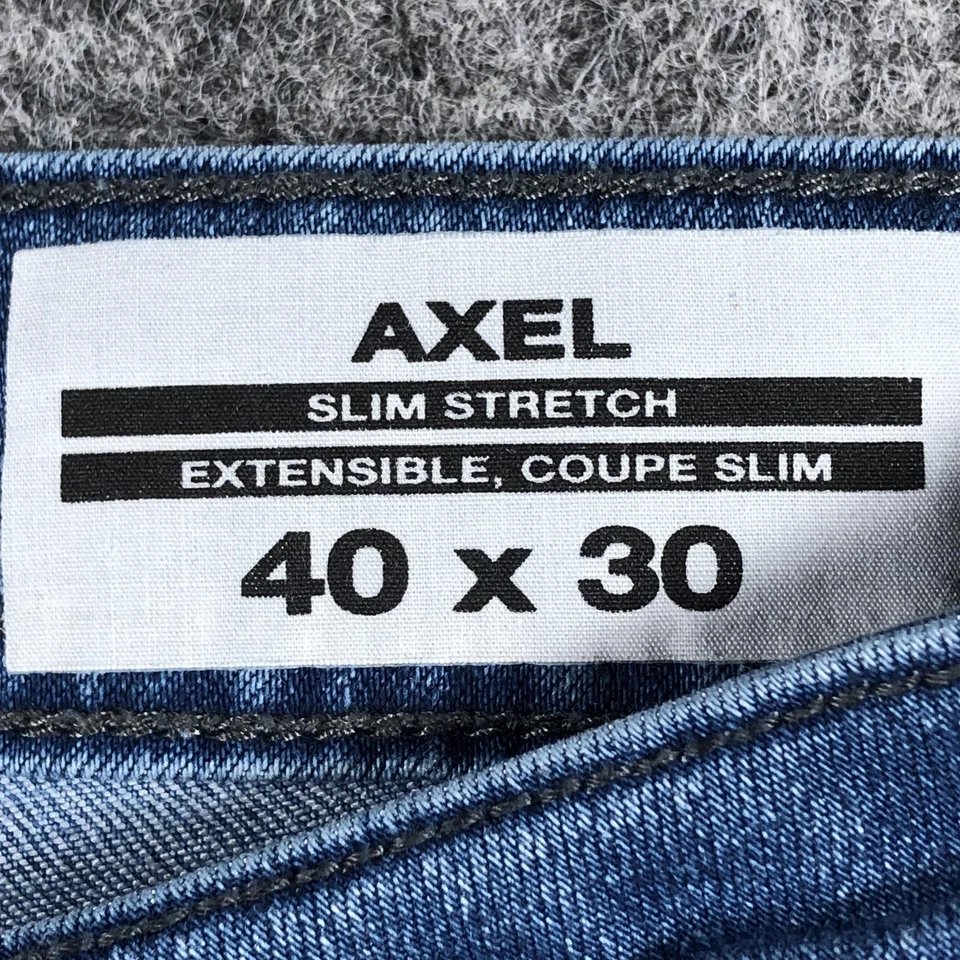 AXEL
SLIM STRETCH
EXTENSIBLE, COUPE SLIM
40 x 30